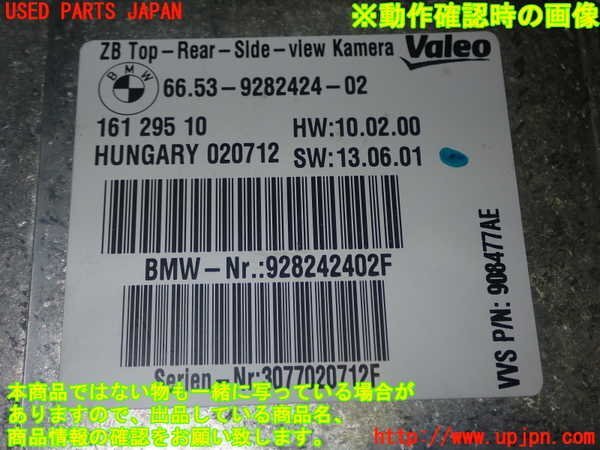 USED PARTS JAPAN
※動作確認時の画像
ZB Top-Rear-Side-view Kamera Valeo
BMW
66.53-9282424-02
161 295 10 HW:10.02.00
HUNGARY 020712 SW:13.06.01
BMW-Nr.:928242402F
Serien-Nr:3077020712F
VVS P/N: 908477AE
本商品ではない物も一緒に写っている場合が
ありますので、出品している商品名、
商品情報の確認をお願い致します。
http://www.upjpn.com